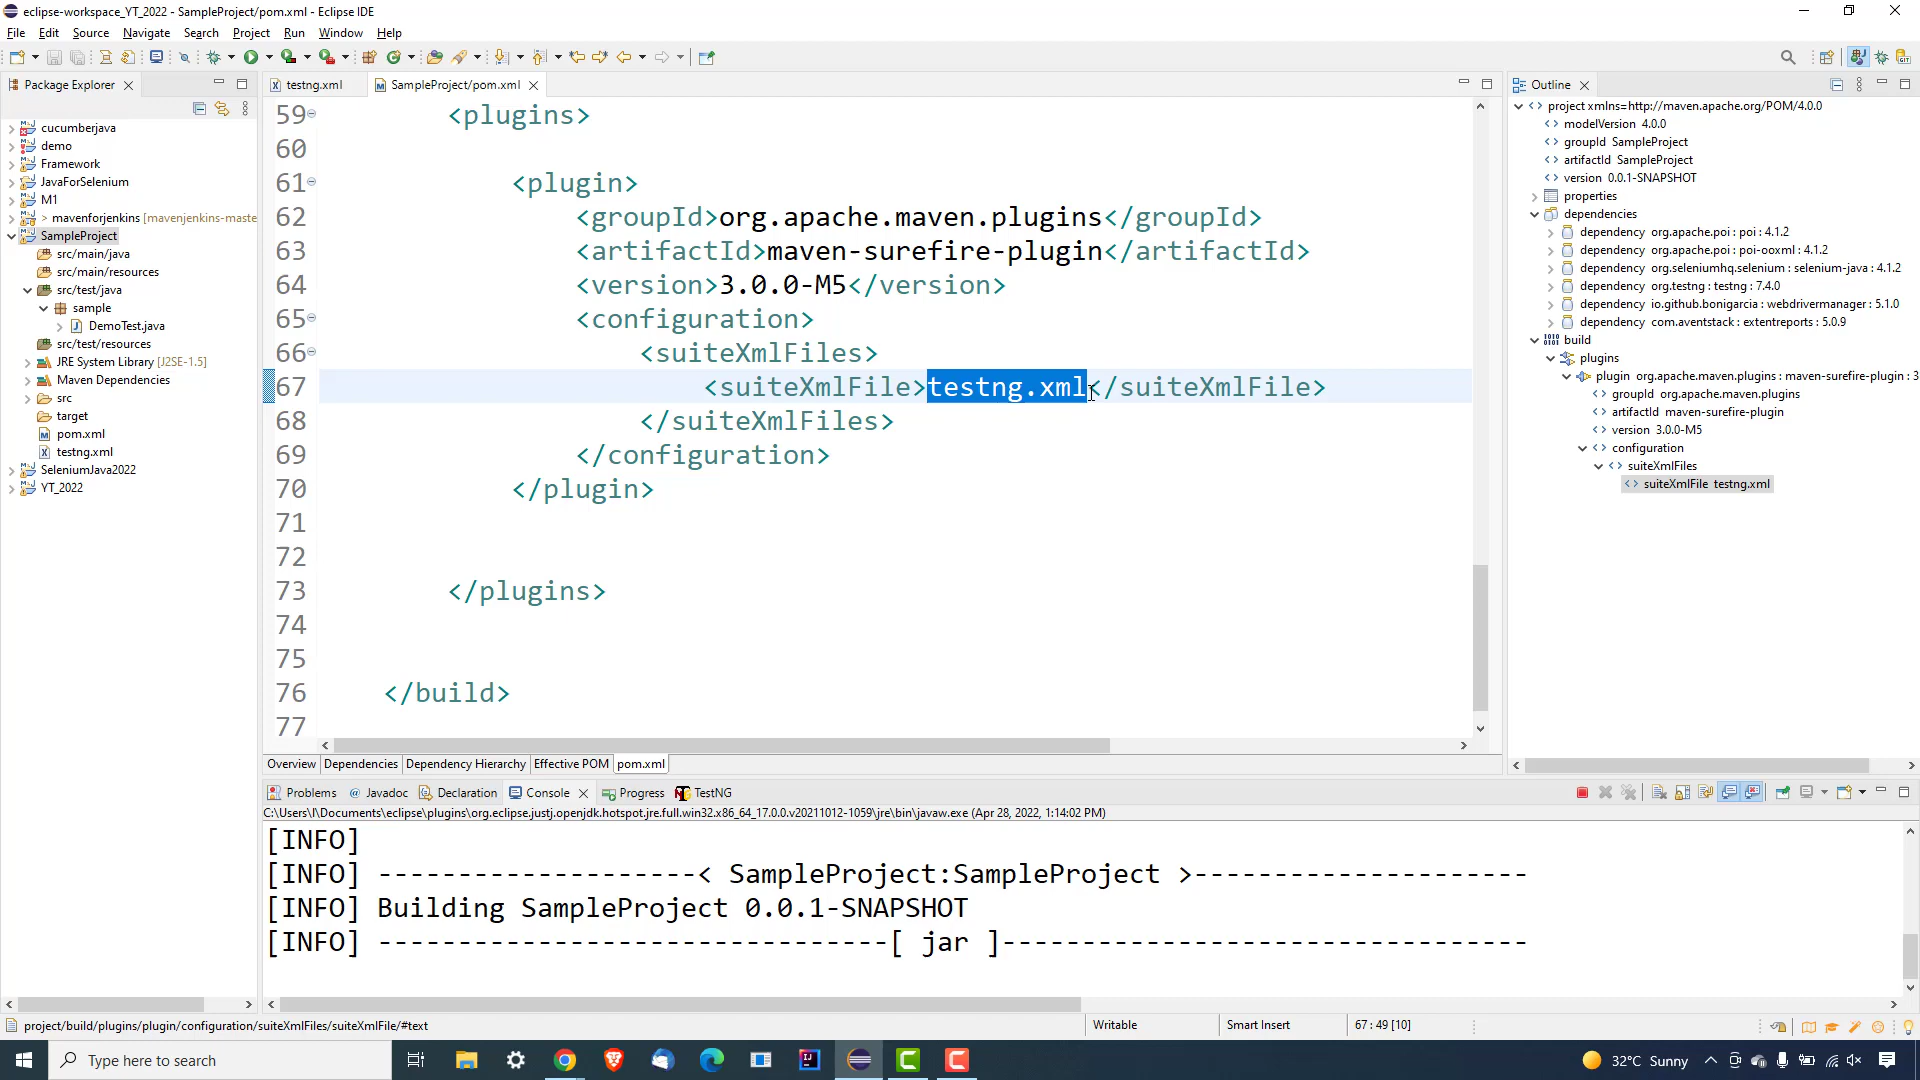 eclipse-workspace_YT_2022 - SampleProject/pom.xml - Eclipse IDE
File Edit Source Navigate Search Project Run Window Help
Package Explorer
cucumberjava
demo
Framework
JavaForSelenium
M1
> mavenforjenkins [mavenjenkins-maste
SampleProject
src/main/java
src/main/resources
src/test/java
sample
DemoTest.java
src/test/resources
JRE System Library [J2SE-1.5]
Maven Dependencies
src
target
pom.xml
testng.xml
SeleniumJava2022
YT_2022
testng.xml
SampleProject/pom.xml
59 <plugins>
60
61 <plugin>
62 <groupId>org.apache.maven.plugins</groupId>
63 <artifactId>maven-surefire-plugin</artifactId>
64 <version>3.0.0-M5</version>
65 <configuration>
66 <suiteXmlFiles>
67 <suiteXmlFile>testng.xml</suiteXmlFile>
68 </suiteXmlFiles>
69 </configuration>
70 </plugin>
71
72
73 </plugins>
74
75
76 </build>
77
Overview Dependencies Dependency Hierarchy Effective POM pom.xml
Outline
project xmlns=http://maven.apache.org/POM/4.0.0
modelVersion 4.0.0
groupId SampleProject
artifactId SampleProject
version 0.0.1-SNAPSHOT
properties
dependencies
dependency org.apache.poi : poi : 4.1.2
dependency org.apache.poi : poi-ooxml : 4.1.2
dependency org.seleniumhq.selenium : selenium-java : 4.1.2
dependency org.testng : testng : 7.4.0
dependency io.github.bonigarcia : webdrivermanager : 5.1.0
dependency com.aventstack : extentreports : 5.0.9
build
plugins
plugin org.apache.maven.plugins : maven-surefire-plugin : 3
groupId org.apache.maven.plugins
artifactId maven-surefire-plugin
version 3.0.0-M5
configuration
suiteXmlFiles
suiteXmlFile testng.xml
Problems Javadoc Declaration Console Progress TestNG
C:\Users\I\Documents\eclipse\plugins\org.eclipse.justj.openjdk.hotspot.jre.full.win32.x86_64_17.0.0.v20211012-1059\jre\bin\javaw.exe (Apr 28, 2022, 1:14:02 PM)
[INFO]
[INFO] --------------------< SampleProject:SampleProject >---------------------
[INFO] Building SampleProject 0.0.1-SNAPSHOT
[INFO] --------------------------------[ jar ]---------------------------------
project/build/plugins/plugin/configuration/suiteXmlFiles/suiteXmlFile/#text
Writable
Smart Insert
67 : 49 [10]
Type here to search
32°C Sunny